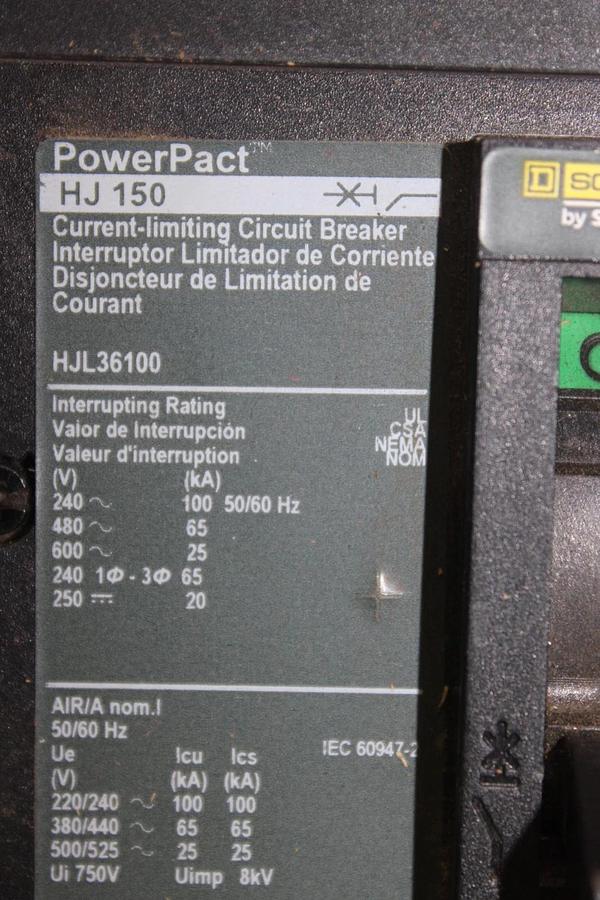 PowerPact™
HJ 150
Current-limiting Circuit Breaker
Interruptor Limitador de Corriente
Disjoncteur de Limitation de
Courant
HJL36100
Interrupting Rating
Valor de Interrupción
Valeur d'interruption
UL
CSA
NEMA
NOM
(V) (kA)
240 ~ 100 50/60 Hz
480 ~ 65
600 ~ 25
240 1Φ - 3Φ 65
250 ⎓ 20
AIR/A nom.I
50/60 Hz
IEC 60947-2
Ue Icu Ics
(V) (kA) (kA)
220/240 ~ 100 100
380/440 ~ 65 65
500/525 ~ 25 25
Ui 750V Uimp 8kV
D
by